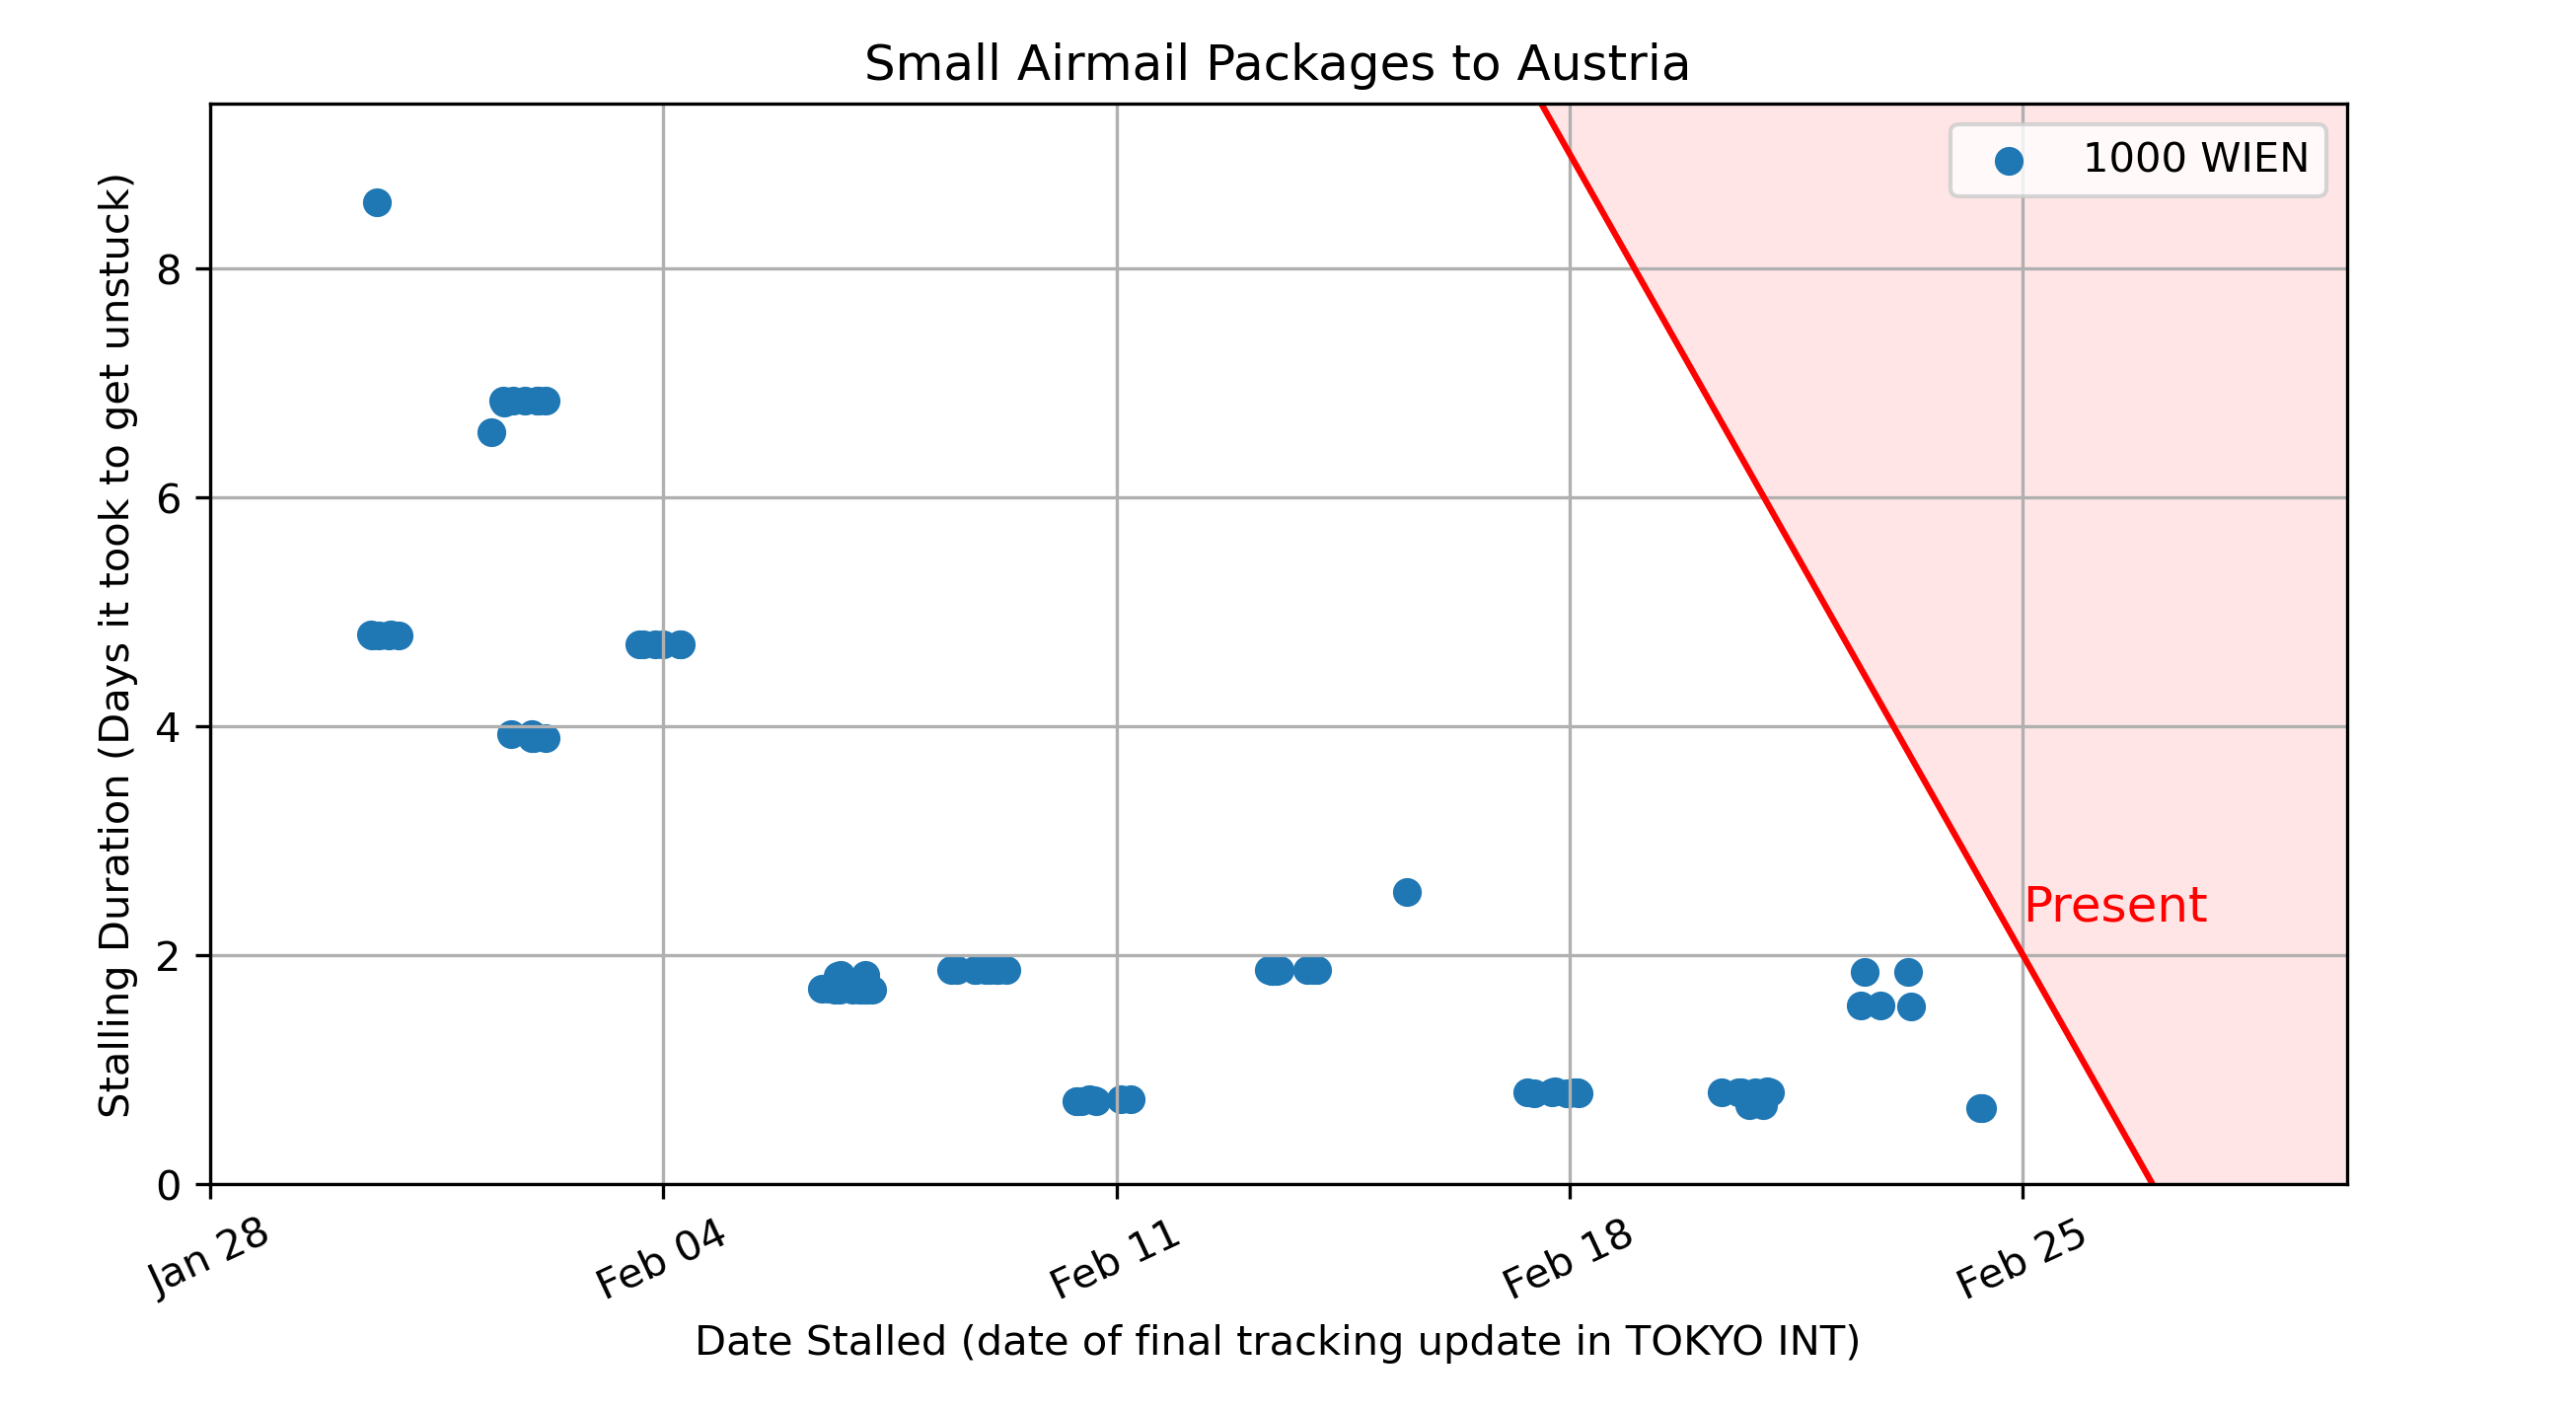 Small Airmail Packages to Austria
1000 WIEN
Stalling Duration (Days it took to get unstuck)
8
6
4
2
0
Present
Jan 28
Feb 04
Feb 11
Feb 18
Feb 25
Date Stalled (date of final tracking update in TOKYO INT)